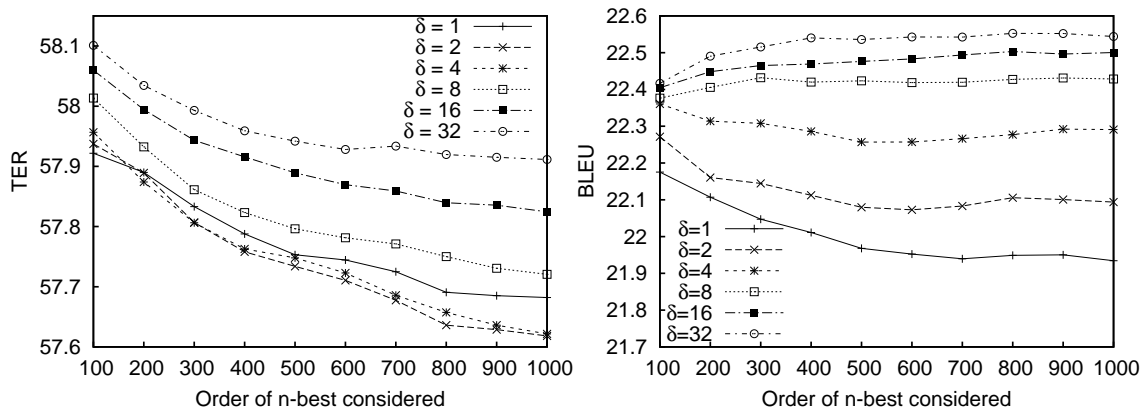 58.1
58
57.9
57.8
57.7
57.6
TER
δ = 1
δ = 2
δ = 4
δ = 8
δ = 16
δ = 32
100 200 300 400 500 600 700 800 900 1000
Order of n-best considered
22.6
22.5
22.4
22.3
22.2
22.1
22
21.9
21.8
21.7
BLEU
δ=1
δ=2
δ=4
δ=8
δ=16
δ=32
100 200 300 400 500 600 700 800 900 1000
Order of n-best considered